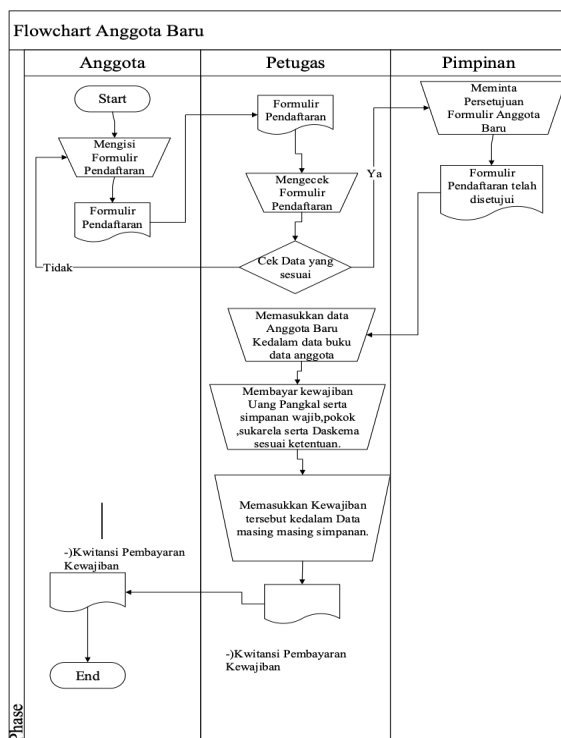 Flowchart Anggota Baru
Anggota
Petugas
Pimpinan
Start
Mengisi
Formulir
Pendaftaran
Formulir
Pendaftaran
Tidak
Formulir
Pendaftaran
Mengecek
Formulir
Pendaftaran
Cek Data yang
sesuai
Ya
Meminta
Persetujuan
Formulir Anggota
Baru
Formulir
Pendaftaran telah
disetujui
Memasukkan data
Anggota Baru
Kedalam data buku
data anggota
Membayar kewajiban
Uang Pangkal serta
simpanan wajib,pokok
,sukarela serta Daskema
sesuai ketentuan.
Memasukkan Kewajiban
tersebut kedalam Data
masing masing simpanan.
-)Kwitansi Pembayaran
Kewajiban
-)Kwitansi Pembayaran
Kewajiban
End
Phase